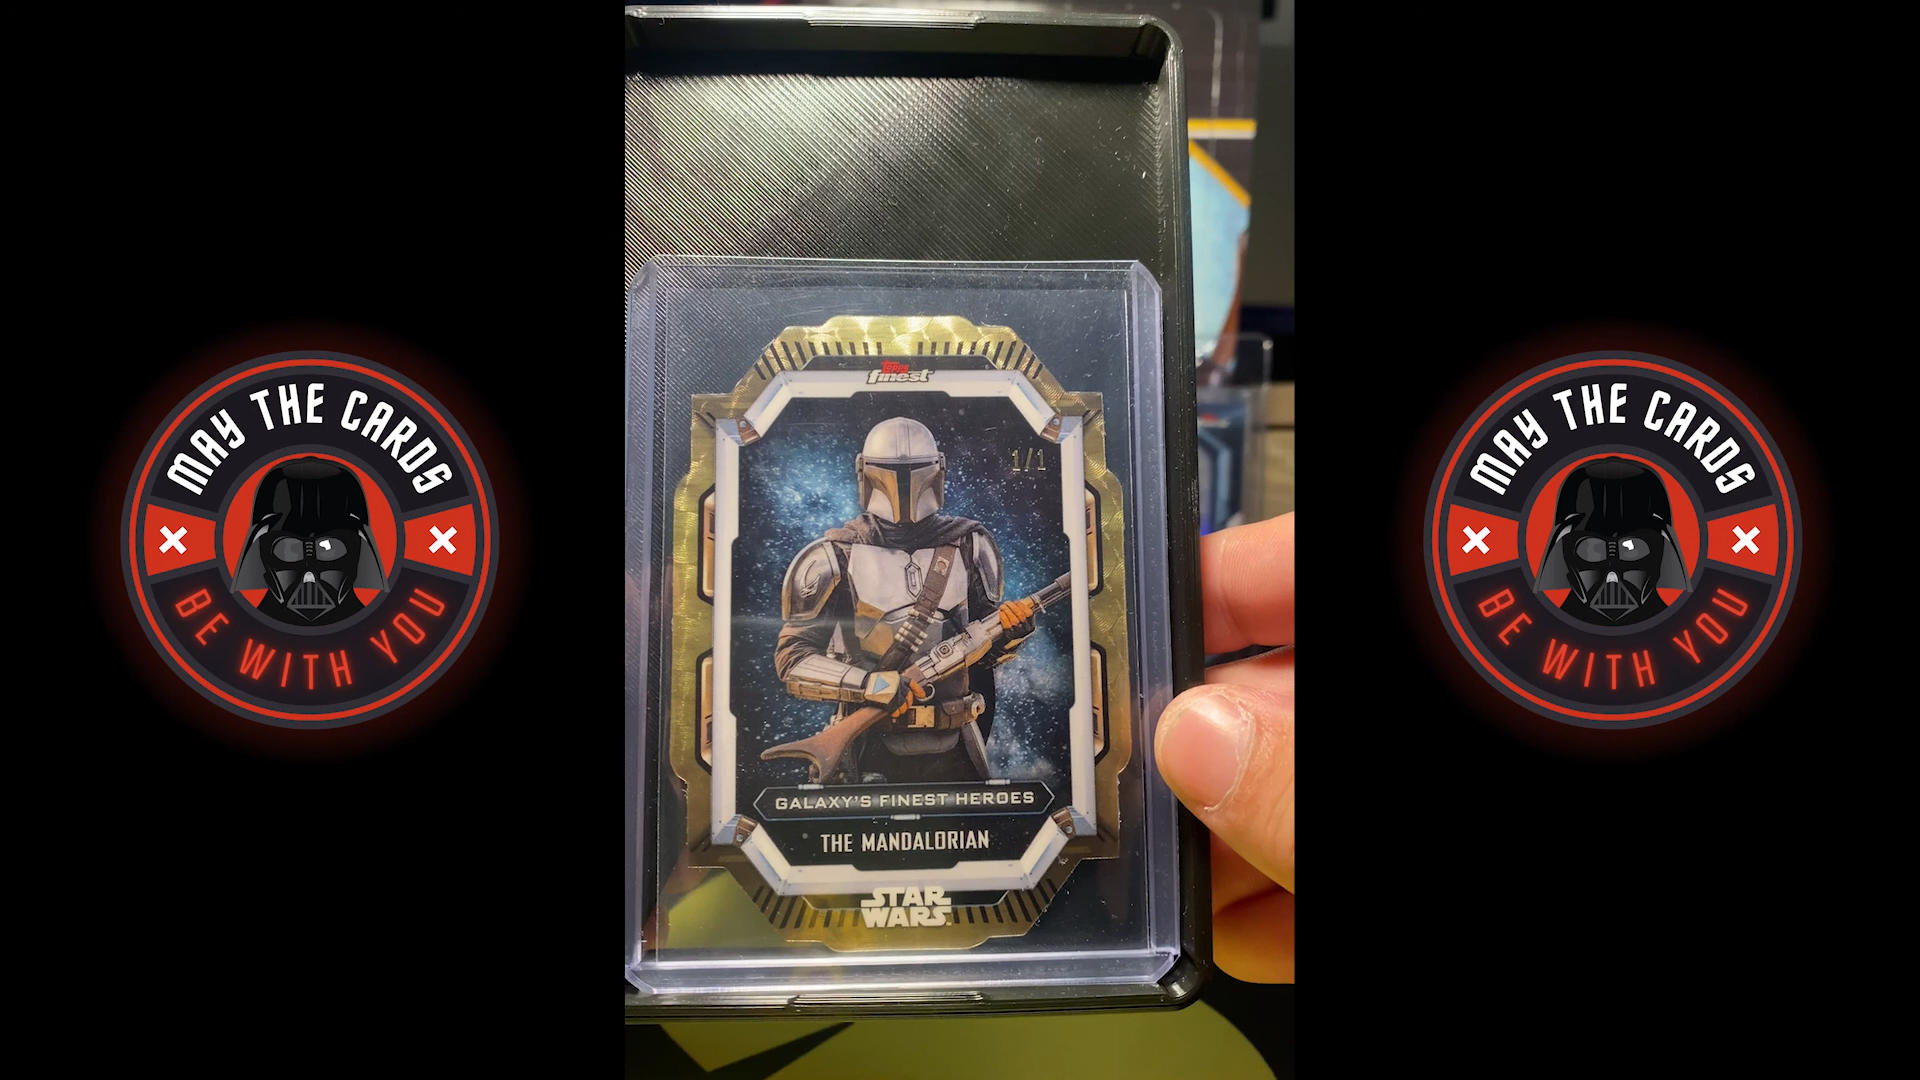 MAY THE CARDS
BE WITH YOU
TOPPS
finest
1/1
GALAXY'S FINEST HEROES
THE MANDALORIAN
STAR
WARS
MAY THE CARDS
BE WITH YOU